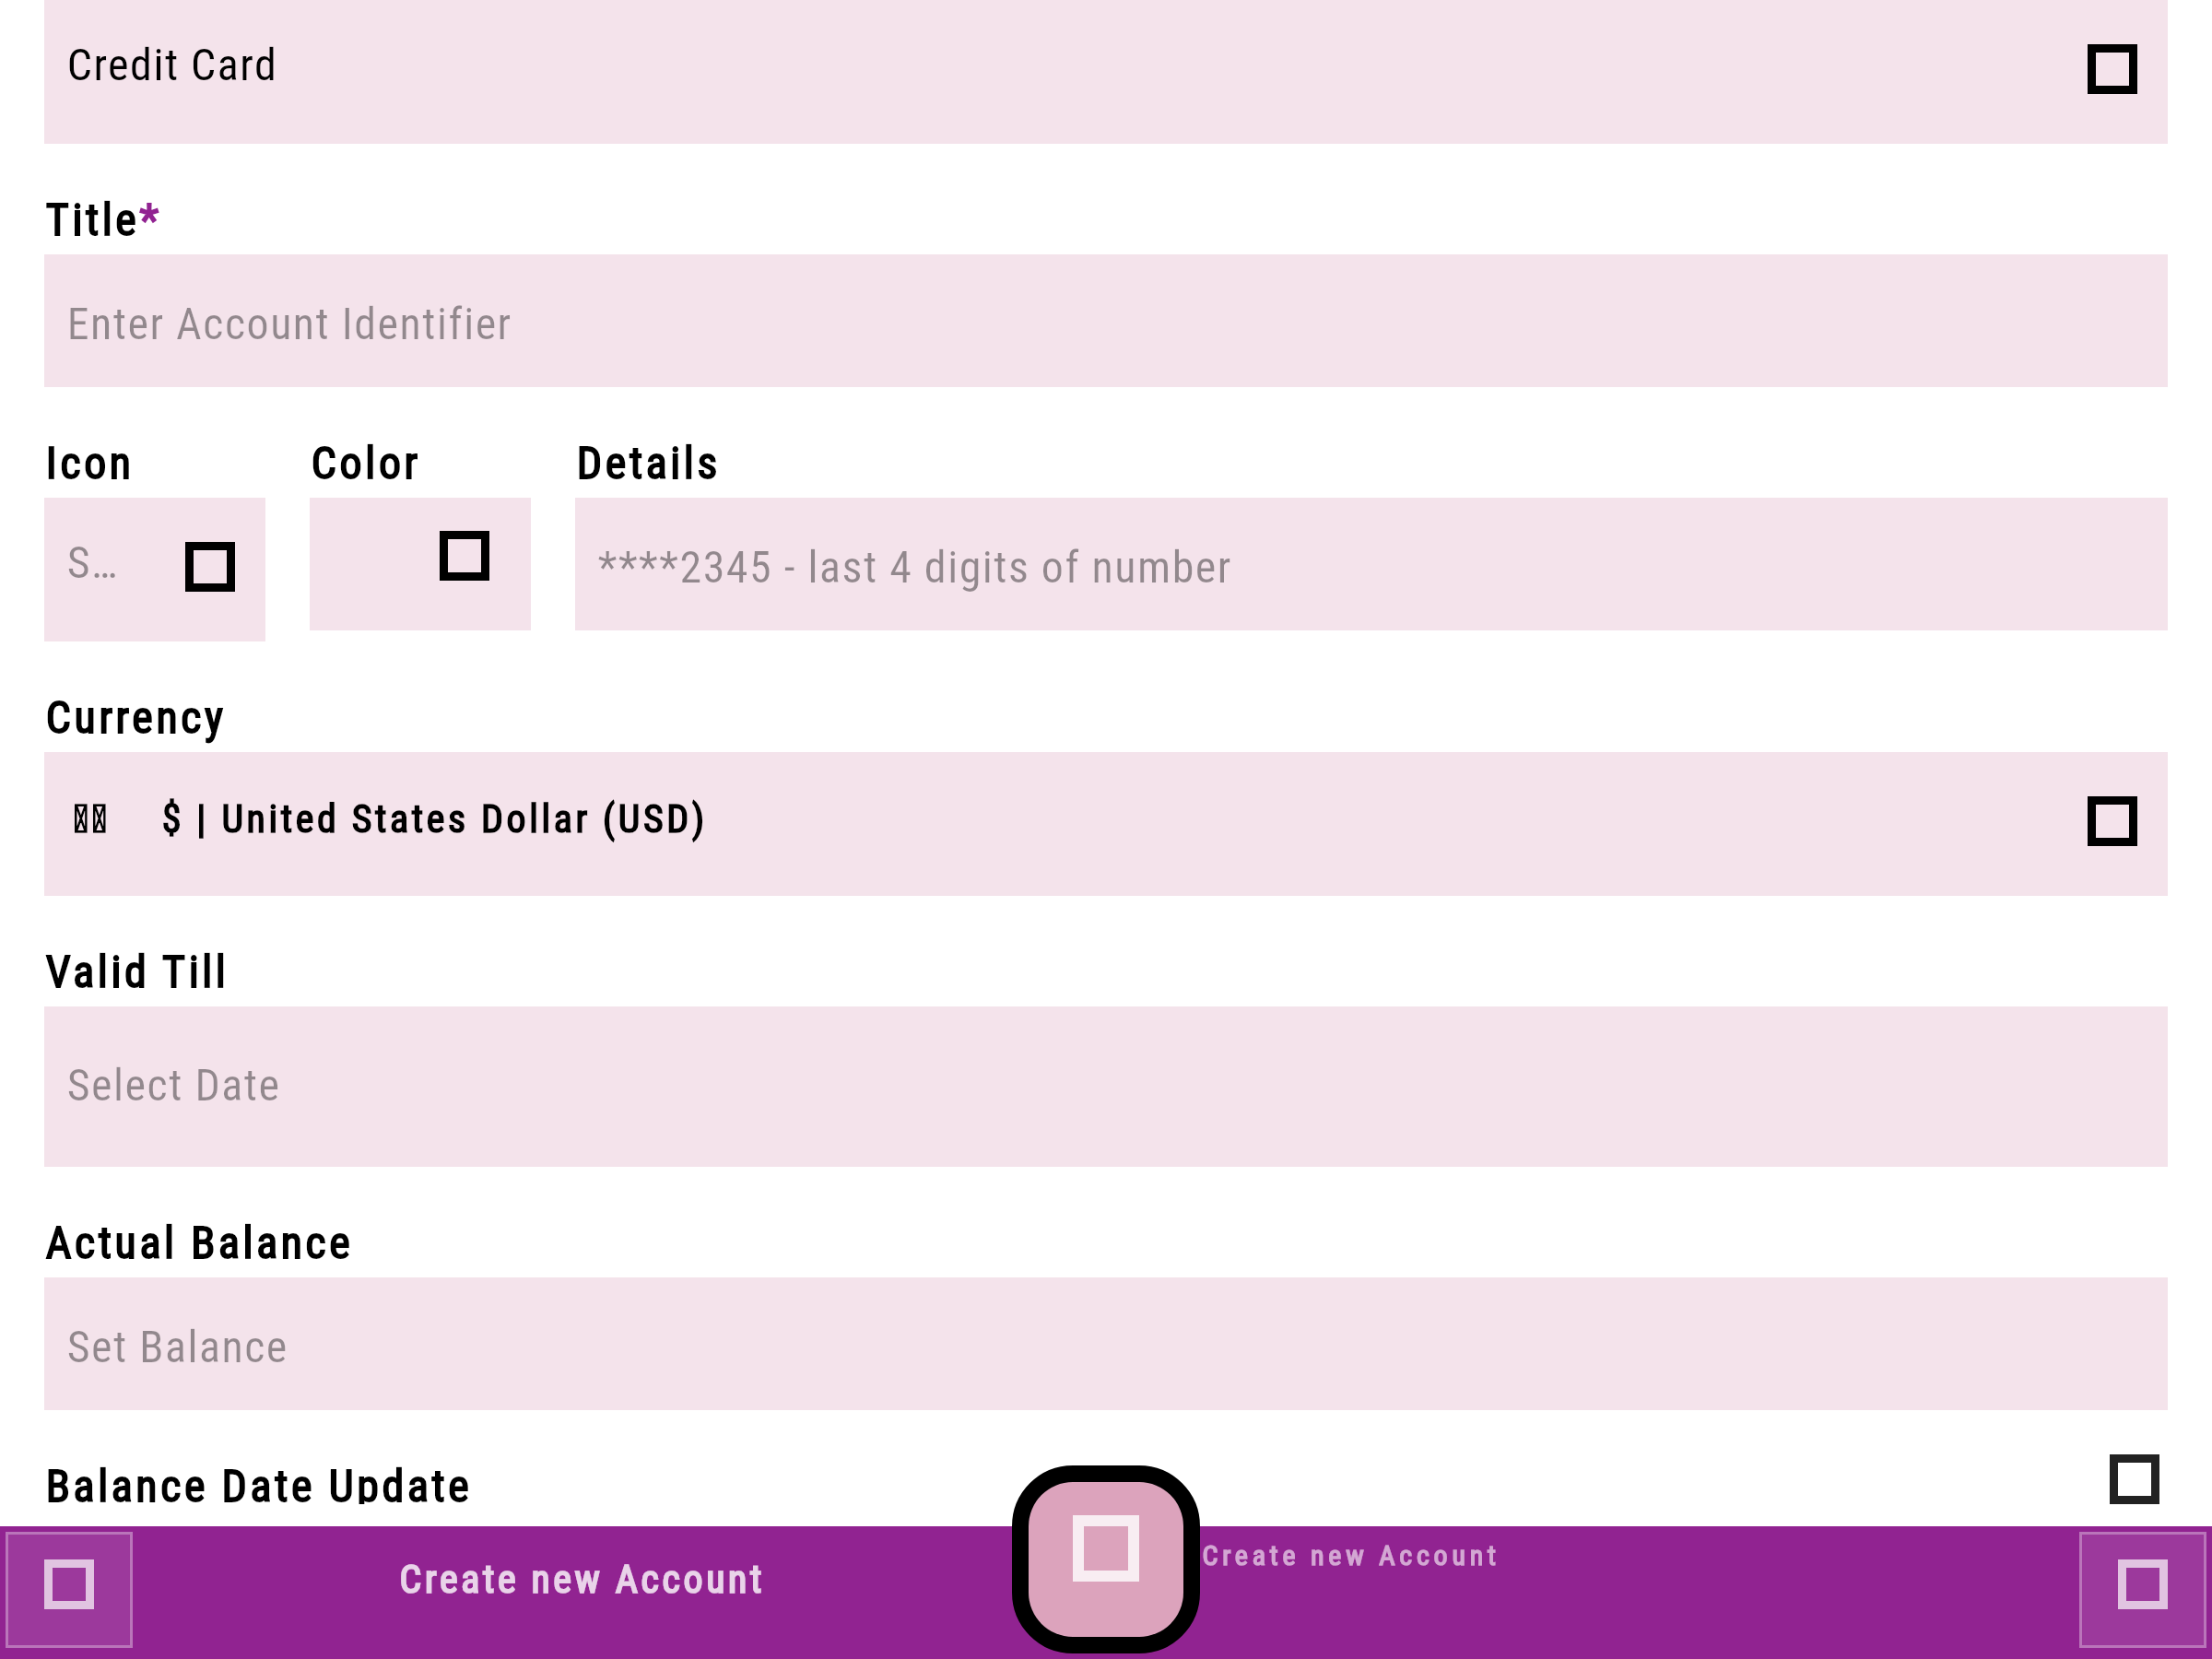 Credit Card
Title*
Enter Account Identifier
Icon
Color
Details
S…
****2345 - last 4 digits of number
Currency
$ | United States Dollar (USD)
Valid Till
Select Date
Actual Balance
Set Balance
Balance Date Update
Create new Account
Create new Account